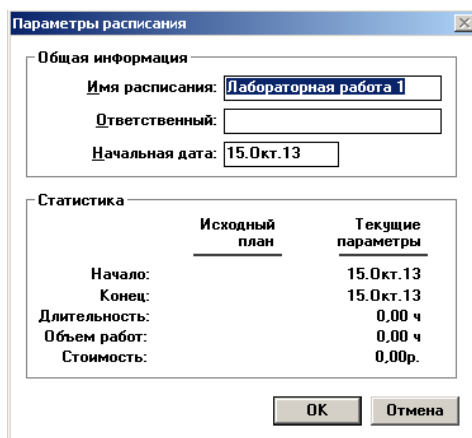 Параметры расписания
Общая информация
Имя расписания: Лабораторная работа 1
Ответственный:
Начальная дата: 15.Окт.13
Статистика
Исходный план Текущие параметры
Начало: 15.Окт.13
Конец: 15.Окт.13
Длительность: 0,00 ч
Объем работ: 0,00 ч
Стоимость: 0,00р.
OK Отмена